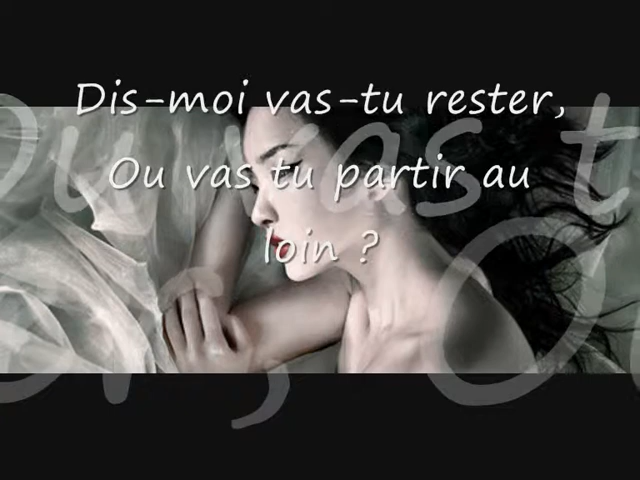 Dis-moi vas-tu rester,
Ou vas tu partir au
loin ?